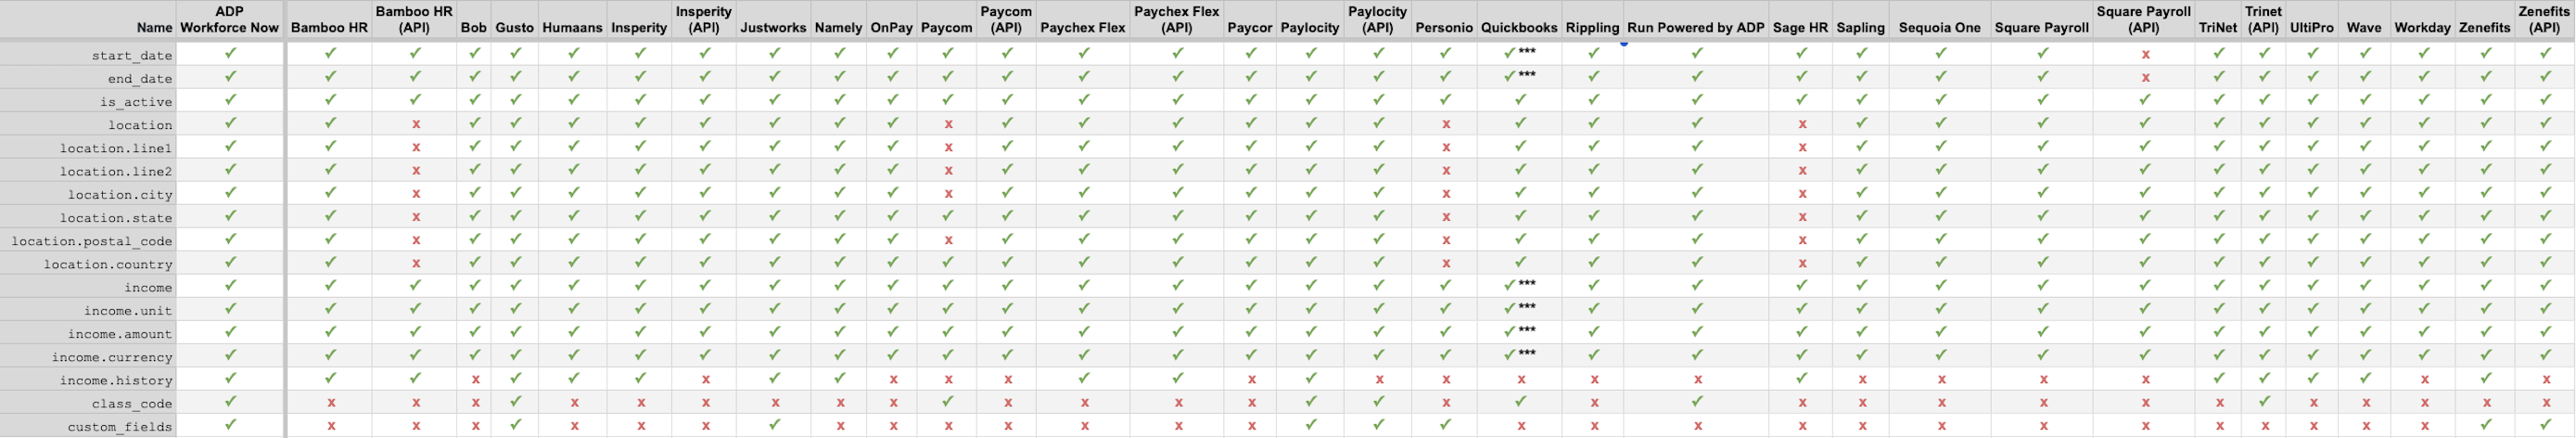 Name ADP Workforce Now Bamboo HR Bamboo HR (API) Bob Gusto Humaans Insperity Insperity (API) Justworks Namely OnPay Paycom Paycom (API) Paychex Flex Paychex Flex (API) Paycor Paylocity Paylocity (API) Personio Quickbooks Rippling Run Powered by ADP Sage HR Sapling Sequoia One Square Payroll Square Payroll (API) TriNet Trinet (API) UltiPro Wave Workday Zenefits Zenefits (API)
start_date ✓ ✓ ✓ ✓ ✓ ✓ ✓ ✓ ✓ ✓ ✓ ✓ ✓ ✓ ✓ ✓ ✓ ✓ ✓ ✓*** ✓ ✓ ✓ ✓ ✓ ✓ x ✓ ✓ ✓ ✓ ✓ ✓ ✓
end_date ✓ ✓ ✓ ✓ ✓ ✓ ✓ ✓ ✓ ✓ ✓ ✓ ✓ ✓ ✓ ✓ ✓ ✓ ✓ ✓*** ✓ ✓ ✓ ✓ ✓ ✓ x ✓ ✓ ✓ ✓ ✓ ✓ ✓
is_active ✓ ✓ ✓ ✓ ✓ ✓ ✓ ✓ ✓ ✓ ✓ ✓ ✓ ✓ ✓ ✓ ✓ ✓ ✓ ✓ ✓ ✓ ✓ ✓ ✓ ✓ ✓ ✓ ✓ ✓ ✓ ✓ ✓ ✓
location ✓ ✓ x ✓ ✓ ✓ ✓ ✓ ✓ ✓ ✓ x ✓ ✓ ✓ ✓ ✓ ✓ x ✓ ✓ ✓ x ✓ ✓ ✓ ✓ ✓ ✓ ✓ ✓ ✓ ✓ ✓
location.line1 ✓ ✓ x ✓ ✓ ✓ ✓ ✓ ✓ ✓ ✓ x ✓ ✓ ✓ ✓ ✓ ✓ x ✓ ✓ ✓ x ✓ ✓ ✓ ✓ ✓ ✓ ✓ ✓ ✓ ✓ ✓
location.line2 ✓ ✓ x ✓ ✓ ✓ ✓ ✓ ✓ ✓ ✓ x ✓ ✓ ✓ ✓ ✓ ✓ x ✓ ✓ ✓ x ✓ ✓ ✓ ✓ ✓ ✓ ✓ ✓ ✓ ✓ ✓
location.city ✓ ✓ x ✓ ✓ ✓ ✓ ✓ ✓ ✓ ✓ x ✓ ✓ ✓ ✓ ✓ ✓ x ✓ ✓ ✓ x ✓ ✓ ✓ ✓ ✓ ✓ ✓ ✓ ✓ ✓ ✓
location.state ✓ ✓ x ✓ ✓ ✓ ✓ ✓ ✓ ✓ ✓ ✓ ✓ ✓ ✓ ✓ ✓ ✓ x ✓ ✓ ✓ x ✓ ✓ ✓ ✓ ✓ ✓ ✓ ✓ ✓ ✓ ✓
location.postal_code ✓ ✓ x ✓ ✓ ✓ ✓ ✓ ✓ ✓ ✓ x ✓ ✓ ✓ ✓ ✓ ✓ x ✓ ✓ ✓ x ✓ ✓ ✓ ✓ ✓ ✓ ✓ ✓ ✓ ✓ ✓
location.country ✓ ✓ x ✓ ✓ ✓ ✓ ✓ ✓ ✓ ✓ ✓ ✓ ✓ ✓ ✓ ✓ ✓ x ✓ ✓ ✓ x ✓ ✓ ✓ ✓ ✓ ✓ ✓ ✓ ✓ ✓ ✓
income ✓ ✓ ✓ ✓ ✓ ✓ ✓ ✓ ✓ ✓ ✓ ✓ ✓ ✓ ✓ ✓ ✓ ✓ ✓ ✓*** ✓ ✓ ✓ ✓ ✓ ✓ ✓ ✓ ✓ ✓ ✓ ✓ ✓ ✓
income.unit ✓ ✓ ✓ ✓ ✓ ✓ ✓ ✓ ✓ ✓ ✓ ✓ ✓ ✓ ✓ ✓ ✓ ✓ ✓ ✓*** ✓ ✓ ✓ ✓ ✓ ✓ ✓ ✓ ✓ ✓ ✓ ✓ ✓ ✓
income.amount ✓ ✓ ✓ ✓ ✓ ✓ ✓ ✓ ✓ ✓ ✓ ✓ ✓ ✓ ✓ ✓ ✓ ✓ ✓ ✓*** ✓ ✓ ✓ ✓ ✓ ✓ ✓ ✓ ✓ ✓ ✓ ✓ ✓ ✓
income.currency ✓ ✓ ✓ ✓ ✓ ✓ ✓ ✓ ✓ ✓ ✓ ✓ ✓ ✓ ✓ ✓ ✓ ✓ ✓ ✓*** ✓ ✓ ✓ ✓ ✓ ✓ ✓ ✓ ✓ ✓ ✓ ✓ ✓ ✓
income.history ✓ ✓ ✓ x ✓ ✓ ✓ x ✓ ✓ x x x ✓ ✓ x ✓ x x x x x ✓ x x x x ✓ ✓ ✓ ✓ x ✓ x
class_code ✓ x x x ✓ x x x x x x ✓ x x x x ✓ ✓ x ✓ x ✓ x x x x x x ✓ x x x x x
custom_fields ✓ x x x ✓ x x x ✓ x x x x x x x ✓ ✓ ✓ x x x x x x x x x x x x x ✓ ✓